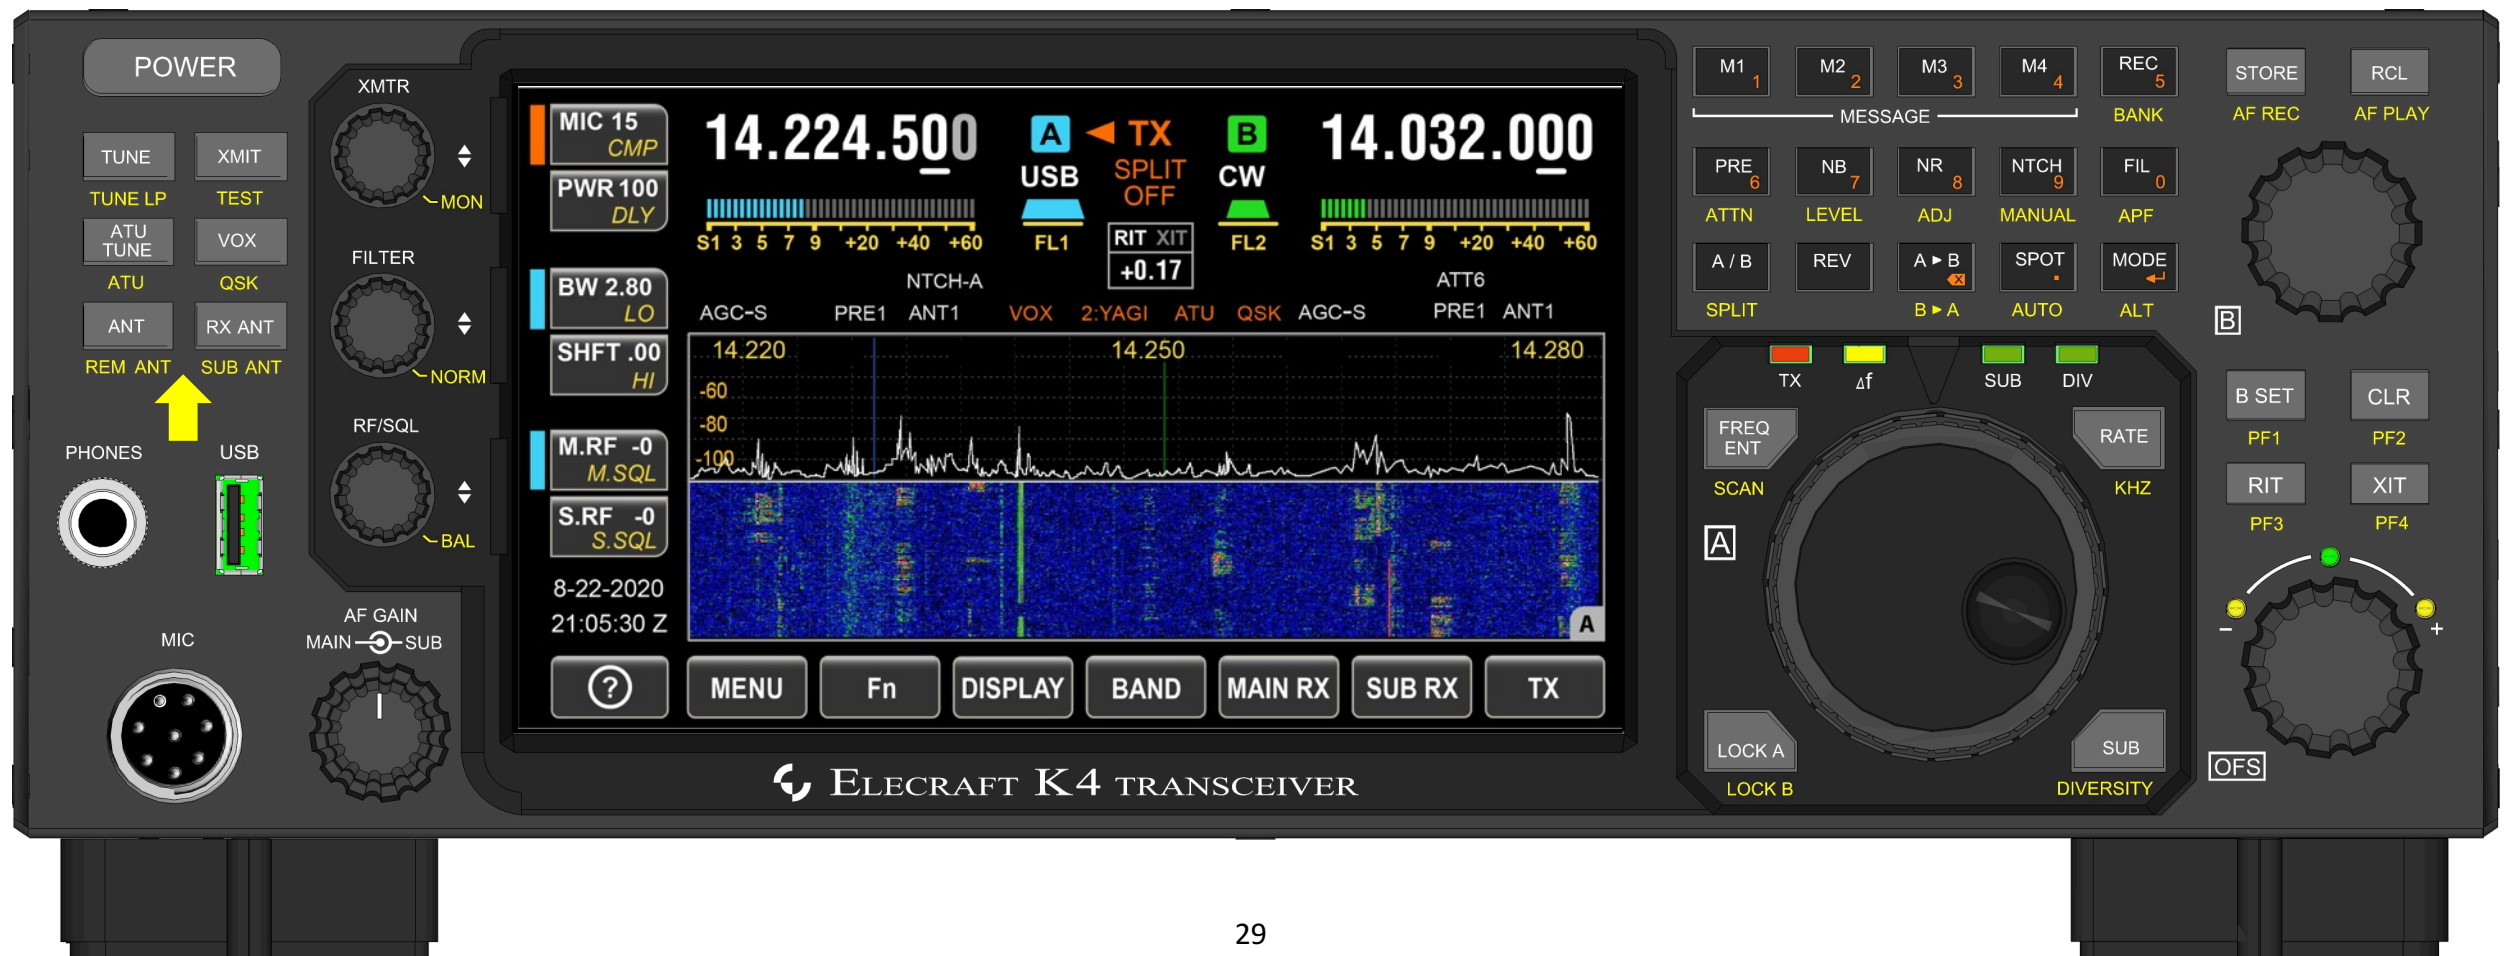 POWER
TUNE
XMIT
TUNE LP
TEST
ATU TUNE
VOX
ATU
QSK
ANT
RX ANT
REM ANT
SUB ANT
PHONES
USB
MIC
XMTR
MON
FILTER
NORM
RF/SQL
BAL
AF GAIN
MAIN
SUB
MIC 15
CMP
PWR 100
DLY
BW 2.80
LO
SHFT .00
HI
M.RF -0
M.SQL
S.RF -0
S.SQL
8-22-2020
21:05:30 Z
14.224.500
A
TX
B
14.032.000
USB
SPLIT
OFF
CW
S1 3 5 7 9 +20 +40 +60
FL1
RIT XIT
+0.17
FL2
S1 3 5 7 9 +20 +40 +60
NTCH-A
ATT6
AGC-S
PRE1
ANT1
VOX
2:YAGI
ATU
QSK
AGC-S
PRE1
ANT1
14.220
14.250
14.280
-60
-80
-100
A
?
MENU
Fn
DISPLAY
BAND
MAIN RX
SUB RX
TX
ELECRAFT K4 TRANSCEIVER
M1 1
M2 2
M3 3
M4 4
REC 5
MESSAGE
BANK
PRE 6
NB 7
NR 8
NTCH 9
FIL 0
ATTN
LEVEL
ADJ
MANUAL
APF
A / B
REV
A ▸ B
SPOT .
MODE
SPLIT
B ▸ A
AUTO
ALT
TX
Δf
SUB
DIV
FREQ ENT
RATE
SCAN
KHZ
A
LOCK A
SUB
LOCK B
DIVERSITY
STORE
RCL
AF REC
AF PLAY
B
B SET
CLR
PF1
PF2
RIT
XIT
PF3
PF4
−
+
OFS
29